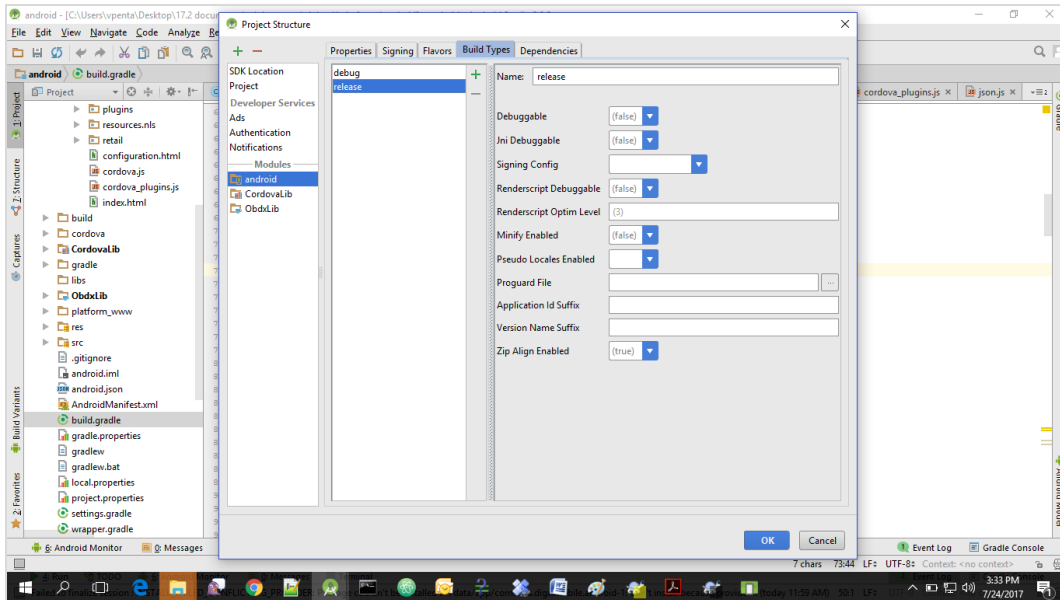 android - [C:\Users\vpenta\Desktop\17.2 docu
File Edit View Navigate Code Analyze Re
android build.gradle
Project
plugins
resources.nls
retail
configuration.html
cordova.js
cordova_plugins.js
index.html
build
cordova
CordovaLib
gradle
libs
ObdxLib
platform_www
res
src
.gitignore
android.iml
android.json
AndroidManifest.xml
build.gradle
gradle.properties
gradlew
gradlew.bat
local.properties
project.properties
settings.gradle
wrapper.gradle
1: Project
Z: Structure
Captures
Build Variants
2: Favorites
Project Structure
SDK Location
Project
Developer Services
Ads
Authentication
Notifications
Modules
android
CordovaLib
ObdxLib
Properties Signing Flavors Build Types Dependencies
debug
release
Name: release
Debuggable (false)
Jni Debuggable (false)
Signing Config
Renderscript Debuggable (false)
Renderscript Optim Level (3)
Minify Enabled (false)
Pseudo Locales Enabled
Proguard File ...
Application Id Suffix
Version Name Suffix
Zip Align Enabled (true)
OK Cancel
cordova_plugins.js json.js
Gradle
6: Android Monitor 0: Messages
Event Log Gradle Console
7 chars 73:44 LF÷ UTF-8÷ Context: <no context>
3:33 PM
7/24/2017